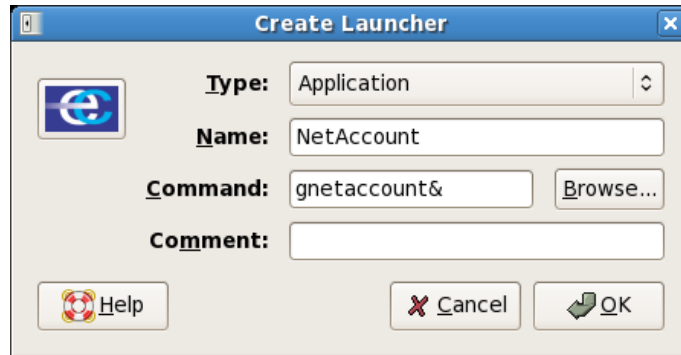 Create Launcher
Type: Application
Name: NetAccount
Command: gnetaccount& Browse...
Comment:
Help Cancel OK